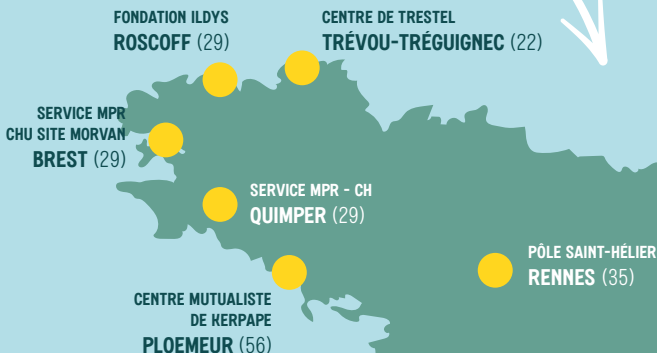 FONDATION ILDYS
ROSCOFF (29)
CENTRE DE TRESTEL
TRÉVOU-TRÉGUIGNEC (22)
SERVICE MPR
CHU SITE MORVAN
BREST (29)
SERVICE MPR - CH
QUIMPER (29)
PÔLE SAINT-HÉLIER
RENNES (35)
CENTRE MUTUALISTE
DE KERPAPE
PLOEMEUR (56)